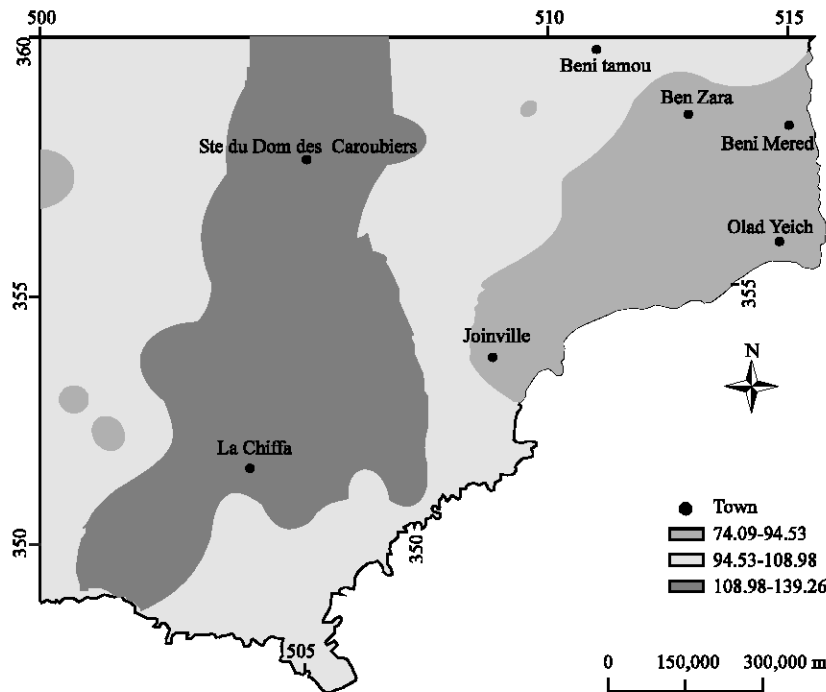 500 510 515
360
Beni tamou
Ben Zara
Ste du Dom des Caroubiers
Beni Mered
Olad Yeich
355
355
Joinville
N
La Chiffa
Town
74.09-94.53
350
350
94.53-108.98
108.98-139.26
505
0 150,000 300,000 m